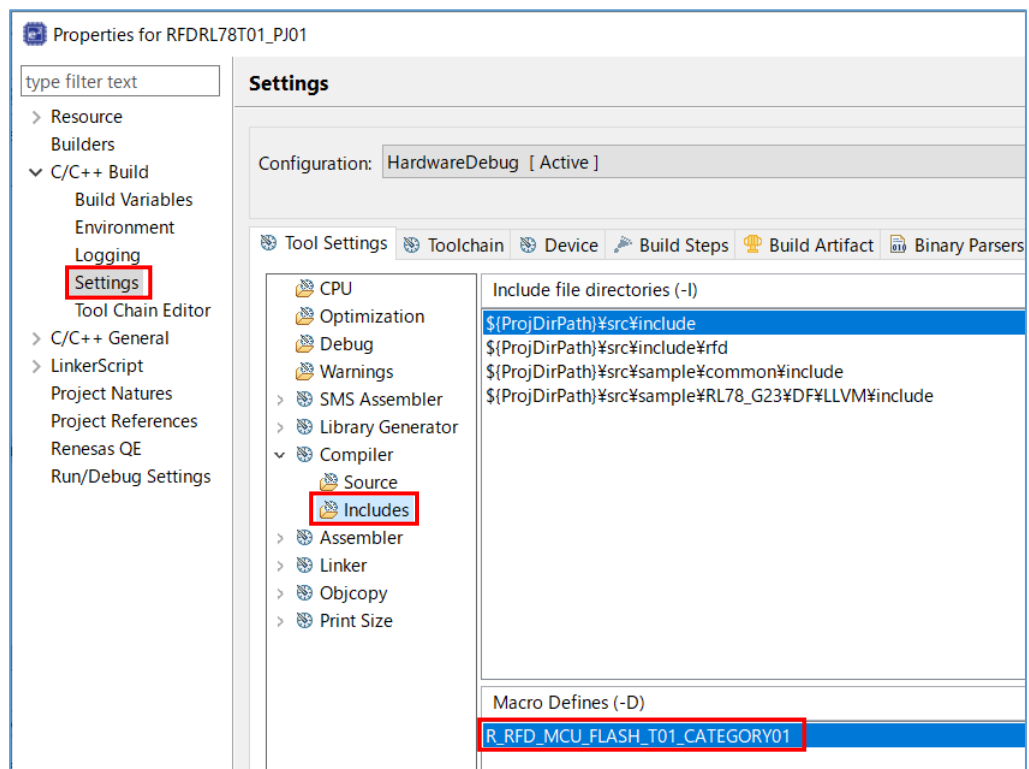 Properties for RFDRL78T01_PJ01
type filter text
Resource
Builders
C/C++ Build
Build Variables
Environment
Logging
Settings
Tool Chain Editor
C/C++ General
LinkerScript
Project Natures
Project References
Renesas QE
Run/Debug Settings
Settings
Configuration: HardwareDebug [ Active ]
Tool Settings Toolchain Device Build Steps Build Artifact Binary Parsers
CPU
Optimization
Debug
Warnings
SMS Assembler
Library Generator
Compiler
Source
Includes
Assembler
Linker
Objcopy
Print Size
Include file directories (-I)
${ProjDirPath}¥src¥include
${ProjDirPath}¥src¥include¥rfd
${ProjDirPath}¥src¥sample¥common¥include
${ProjDirPath}¥src¥sample¥RL78_G23¥DF¥LLVM¥include
Macro Defines (-D)
R_RFD_MCU_FLASH_T01_CATEGORY01